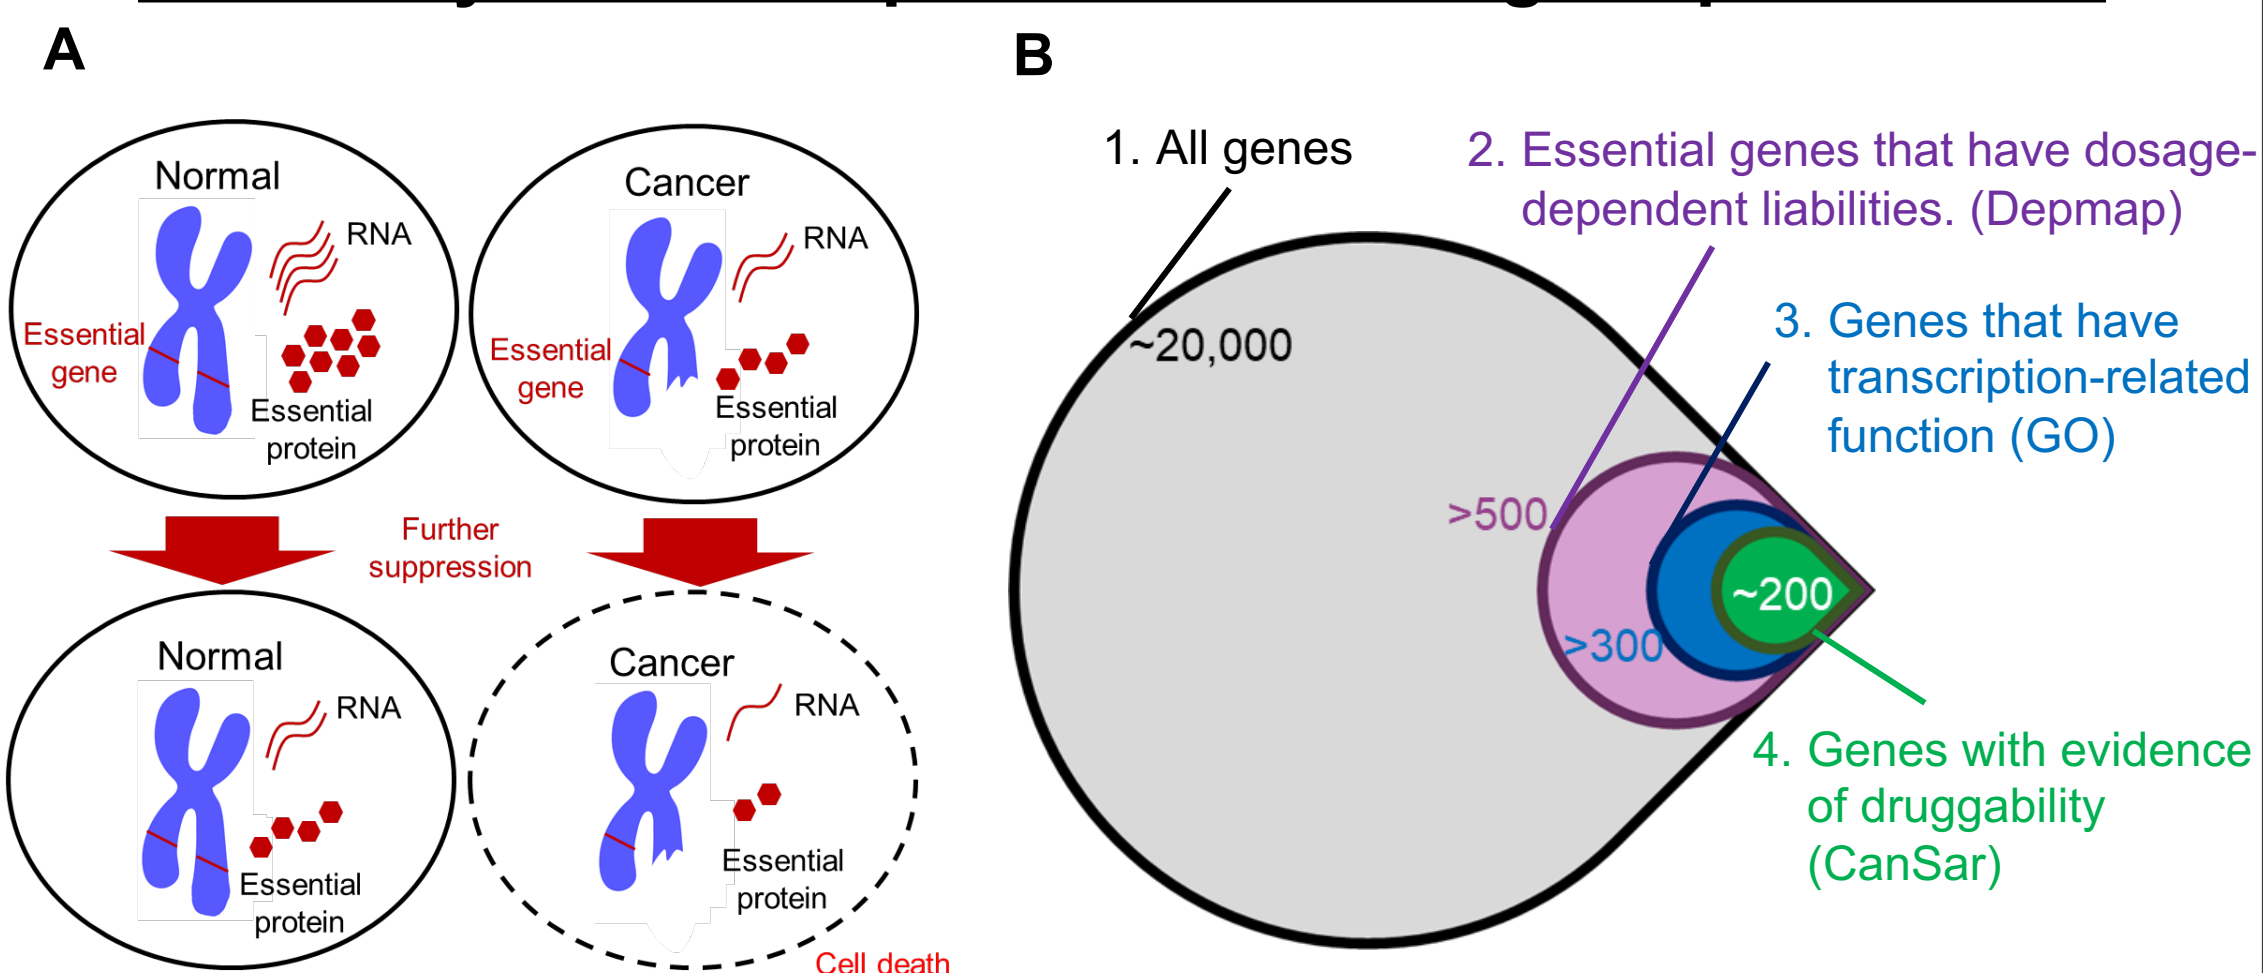 A
Normal
RNA
Essential
gene
Essential
protein
Cancer
RNA
Essential
gene
Essential
protein
Further
suppression
Normal
RNA
Essential
protein
Cancer
RNA
Essential
protein
Cell death
B
1. All genes
2. Essential genes that have dosage-
dependent liabilities. (Depmap)
3. Genes that have
transcription-related
function (GO)
~20,000
>500
>300
~200
4. Genes with evidence
of druggability
(CanSar)